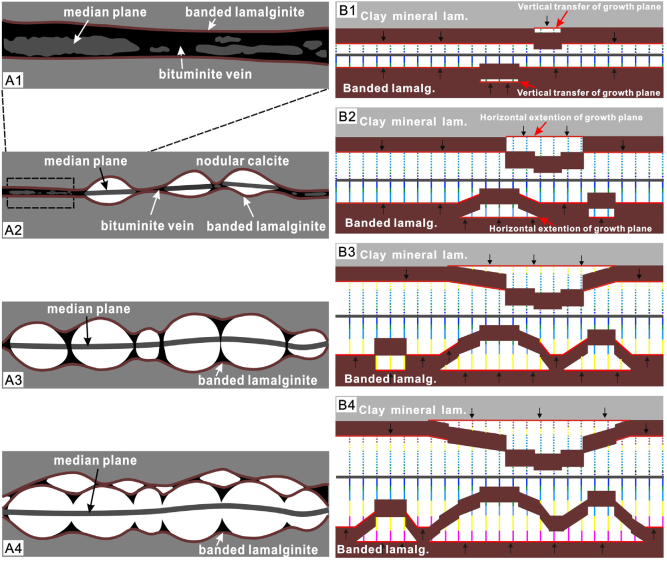 A1
median plane
banded lamalginite
bituminite vein
A2
median plane
nodular calcite
bituminite vein
banded lamalginite
A3
median plane
banded lamalginite
A4
median plane
banded lamalginite
B1
Clay mineral lam.
Vertical transfer of growth plane
Banded lamalg.
Vertical transfer of growth plane
B2
Clay mineral lam.
Horizontal extention of growth plane
Banded lamalg.
Horizontal extention of growth plane
B3
Clay mineral lam.
Banded lamalg.
B4
Clay mineral lam.
Banded lamalg.